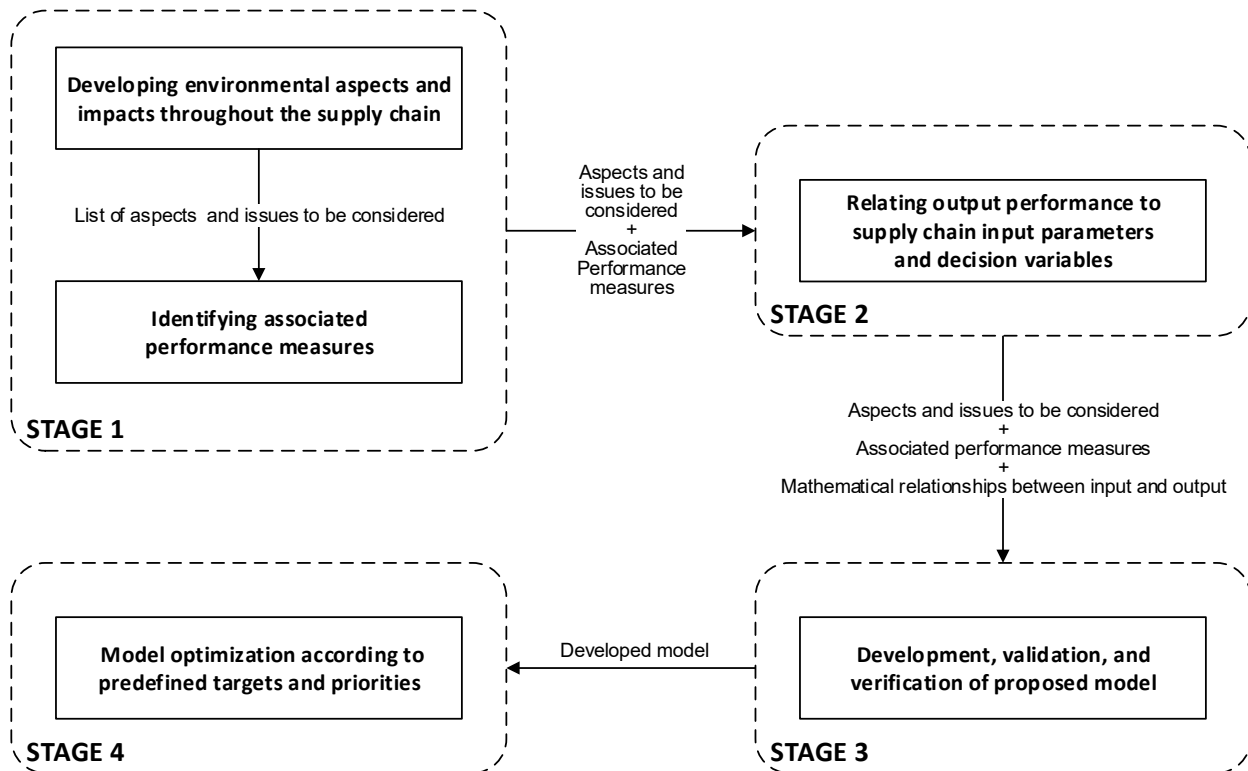 Developing environmental aspects and
impacts throughout the supply chain
List of aspects and issues to be considered
Identifying associated
performance measures
STAGE 1
Aspects and
issues to be
considered
+
Associated
Performance
measures
Relating output performance to
supply chain input parameters
and decision variables
STAGE 2
Aspects and issues to be considered
+
Associated performance measures
+
Mathematical relationships between input and output
Development, validation, and
verification of proposed model
STAGE 3
Developed model
Model optimization according to
predefined targets and priorities
STAGE 4